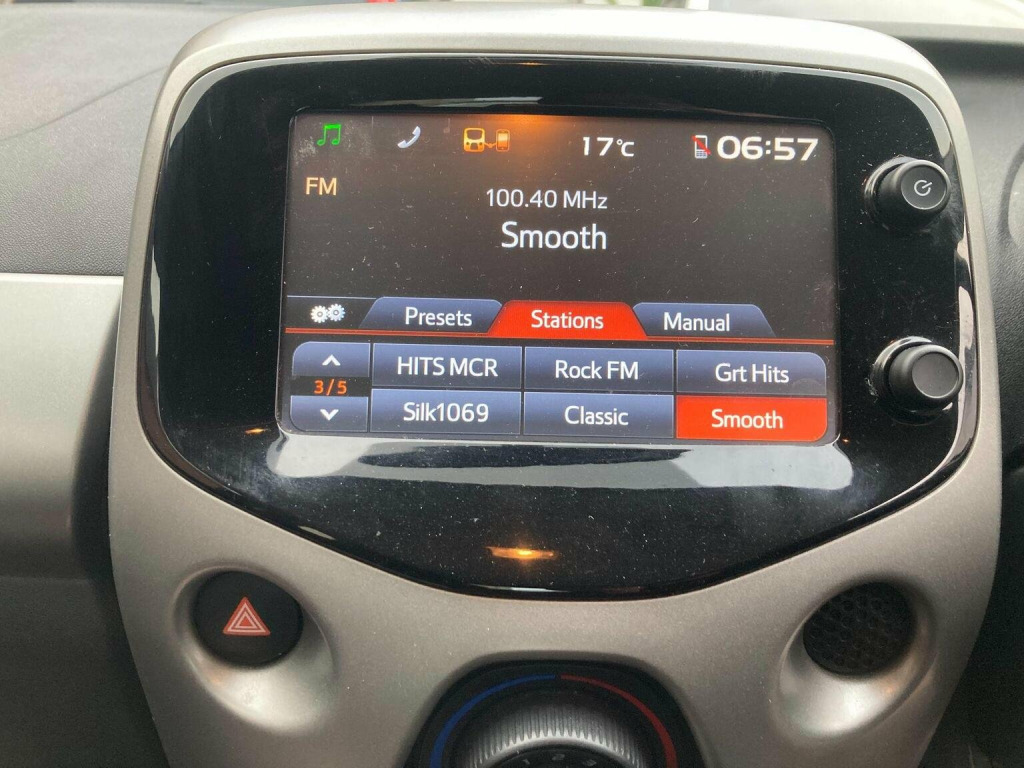 17°C
06:57
FM
100.40 MHz
Smooth
Presets Stations Manual
HITS MCR Rock FM Grt Hits
3/5
Silk1069 Classic Smooth